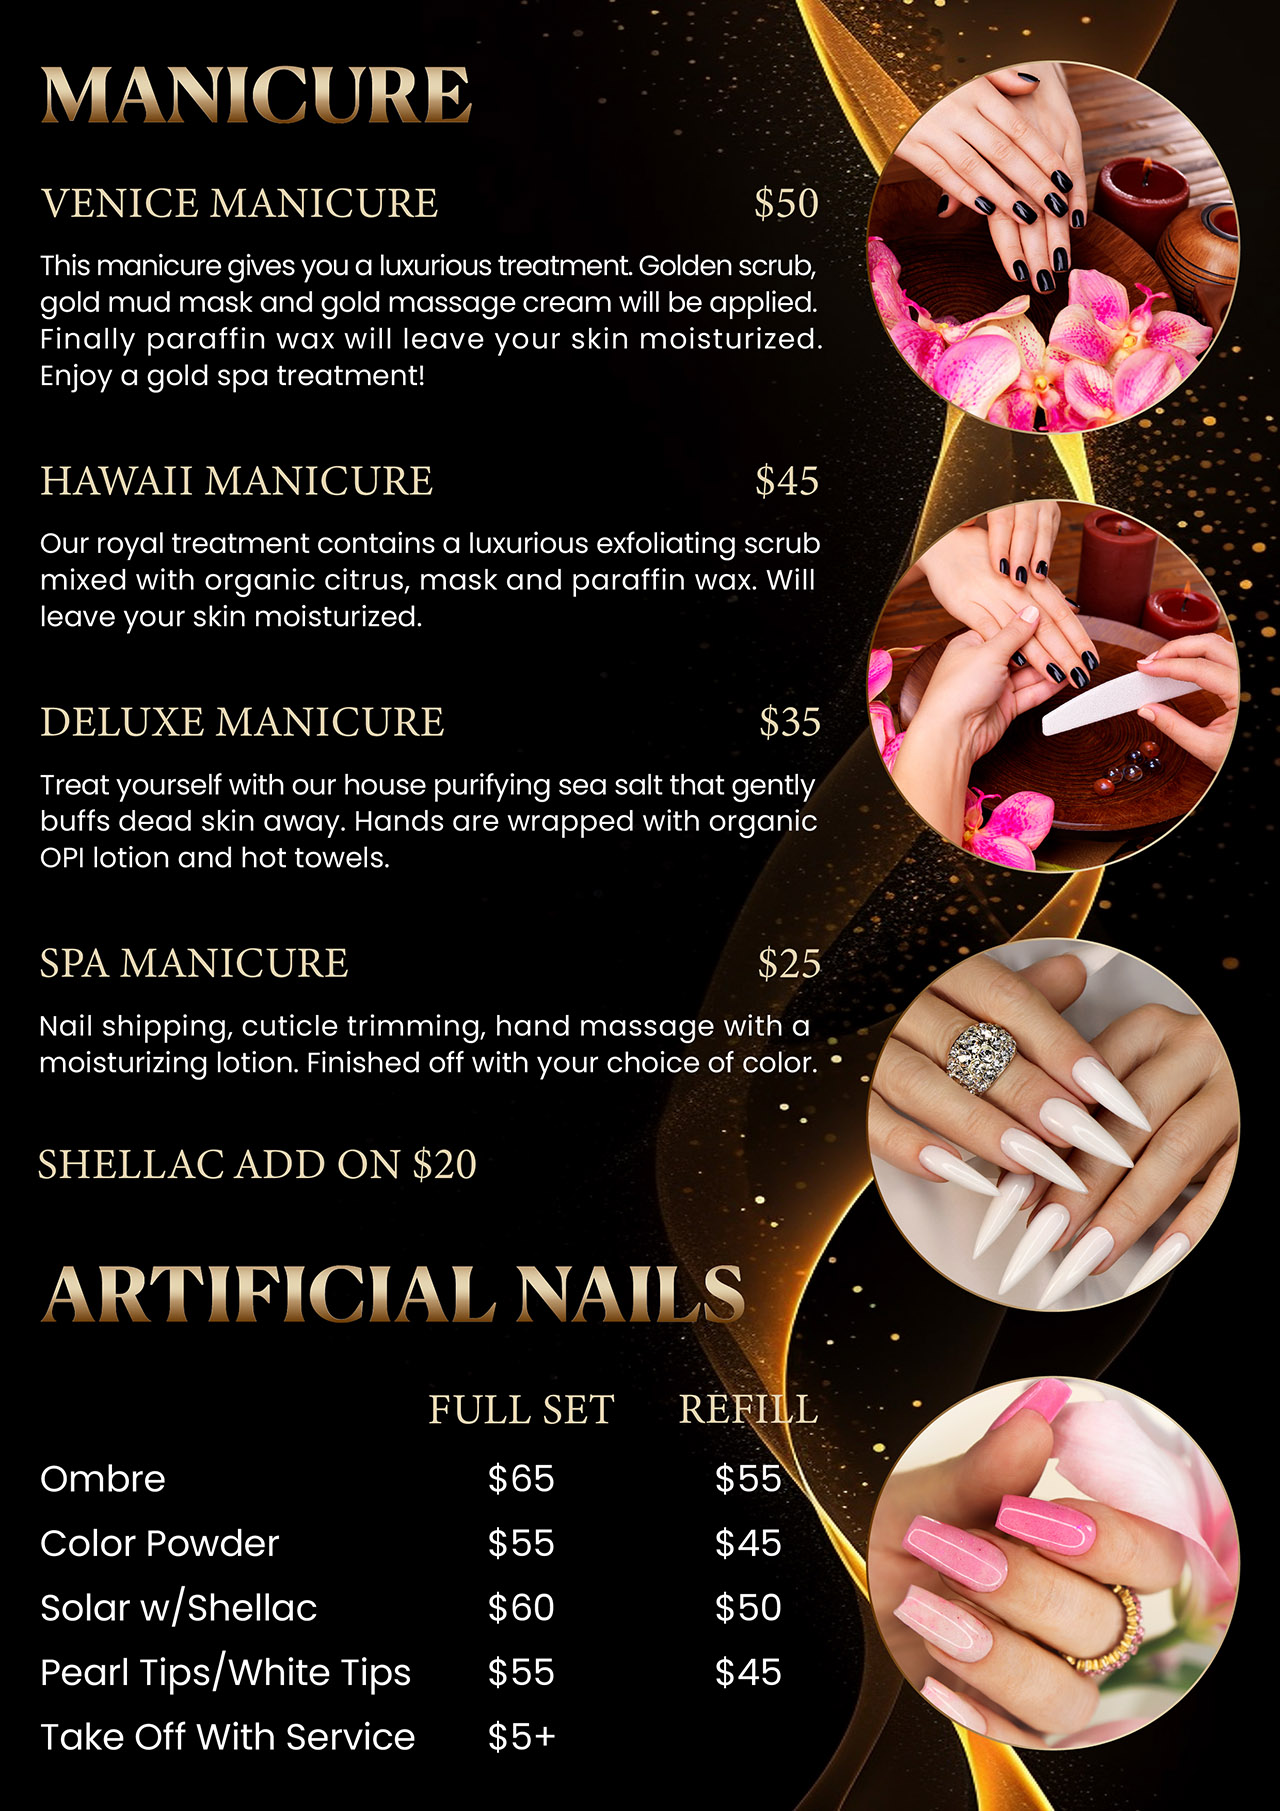 MANICURE
VENICE MANICURE $50
This manicure gives you a luxurious treatment. Golden scrub,
gold mud mask and gold massage cream will be applied.
Finally paraffin wax will leave your skin moisturized.
Enjoy a gold spa treatment!
HAWAII MANICURE $45
Our royal treatment contains a luxurious exfoliating scrub
mixed with organic citrus, mask and paraffin wax. Will
leave your skin moisturized.
DELUXE MANICURE $35
Treat yourself with our house purifying sea salt that gently
buffs dead skin away. Hands are wrapped with organic
OPI lotion and hot towels.
SPA MANICURE $25
Nail shipping, cuticle trimming, hand massage with a
moisturizing lotion. Finished off with your choice of color.
SHELLAC ADD ON $20
ARTIFICIAL NAILS
FULL SET REFILL
Ombre $65 $55
Color Powder $55 $45
Solar w/Shellac $60 $50
Pearl Tips/White Tips $55 $45
Take Off With Service $5+